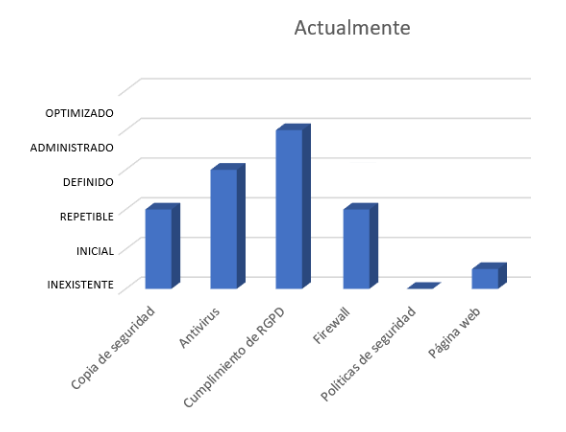 Actualmente
OPTIMIZADO
ADMINISTRADO
DEFINIDO
REPETIBLE
INICIAL
INEXISTENTE
Copia de seguridad
Antivirus
Cumplimiento de RGPD
Firewall
Políticas de seguridad
Página web